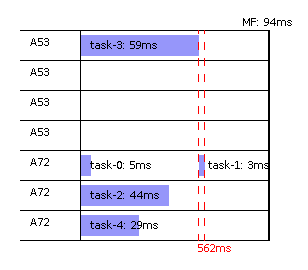 MF: 94ms
A53 task-3: 59ms
A53
A53
A53
A72 task-0: 5ms task-1: 3ms
A72 task-2: 44ms
A72 task-4: 29ms
562ms